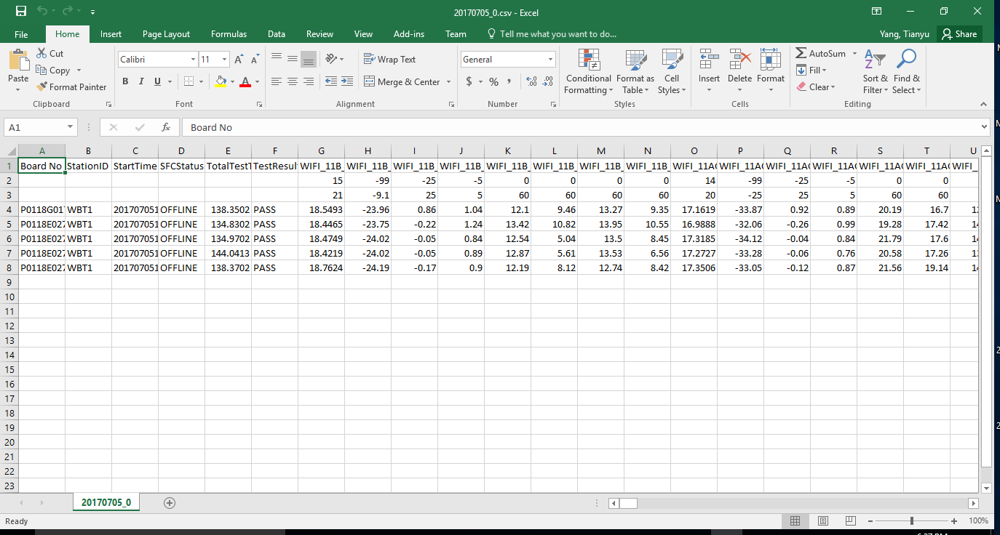 20170705_0.csv - Excel
File Home Insert Page Layout Formulas Data Review View Add-ins Team Tell me what you want to do... Yang, Tianyu Share
Paste Cut Copy Format Painter Clipboard
Calibri 11 B I U A A A Font
Wrap Text Merge & Center Alignment
General $ % , Number
Conditional Formatting Format as Table Cell Styles Styles
Insert Delete Format Cells
AutoSum Fill Clear Sort & Filter Find & Select Editing
A1 fx Board No
A B C D E F G H I J K L M N O P Q R S T U
1 Board No StationID StartTime SFCStatus TotalTestT TestResul WIFI_11B_ WIFI_11B_ WIFI_11B_ WIFI_11B_ WIFI_11B_ WIFI_11B_ WIFI_11B_ WIFI_11B_ WIFI_11A WIFI_11A WIFI_11A WIFI_11A WIFI_11A WIFI_11A WIFI_
2 15 -99 -25 -5 0 0 0 0 14 -99 -25 -5 0 0
3 21 -9.1 25 5 60 60 60 60 20 -25 25 5 60 60
4 P0118G01 WBT1 201707051 OFFLINE 138.3502 PASS 18.5493 -23.96 0.86 1.04 12.1 9.46 13.27 9.35 17.1619 -33.87 0.92 0.89 20.19 16.7
5 P0118E027 WBT1 201707051 OFFLINE 134.8302 PASS 18.4465 -23.75 -0.22 1.24 13.42 10.82 13.95 10.55 16.9888 -32.06 -0.26 0.99 19.28 17.42
6 P0118E027 WBT1 201707051 OFFLINE 134.9702 PASS 18.4749 -24.02 -0.05 0.84 12.54 5.04 13.5 8.45 17.3185 -34.12 -0.04 0.84 21.79 17.6
7 P0118E027 WBT1 201707051 OFFLINE 144.0413 PASS 18.4219 -24.02 -0.05 0.89 12.87 5.61 13.53 6.56 17.2727 -33.28 -0.06 0.76 20.58 17.26
8 P0118E027 WBT1 201707051 OFFLINE 138.3702 PASS 18.7624 -24.19 -0.17 0.9 12.19 8.12 12.74 8.42 17.3506 -33.05 -0.12 0.87 21.56 19.14
9
10
11
12
13
14
15
16
17
18
19
20
21
22
23
20170705_0
Ready 100%